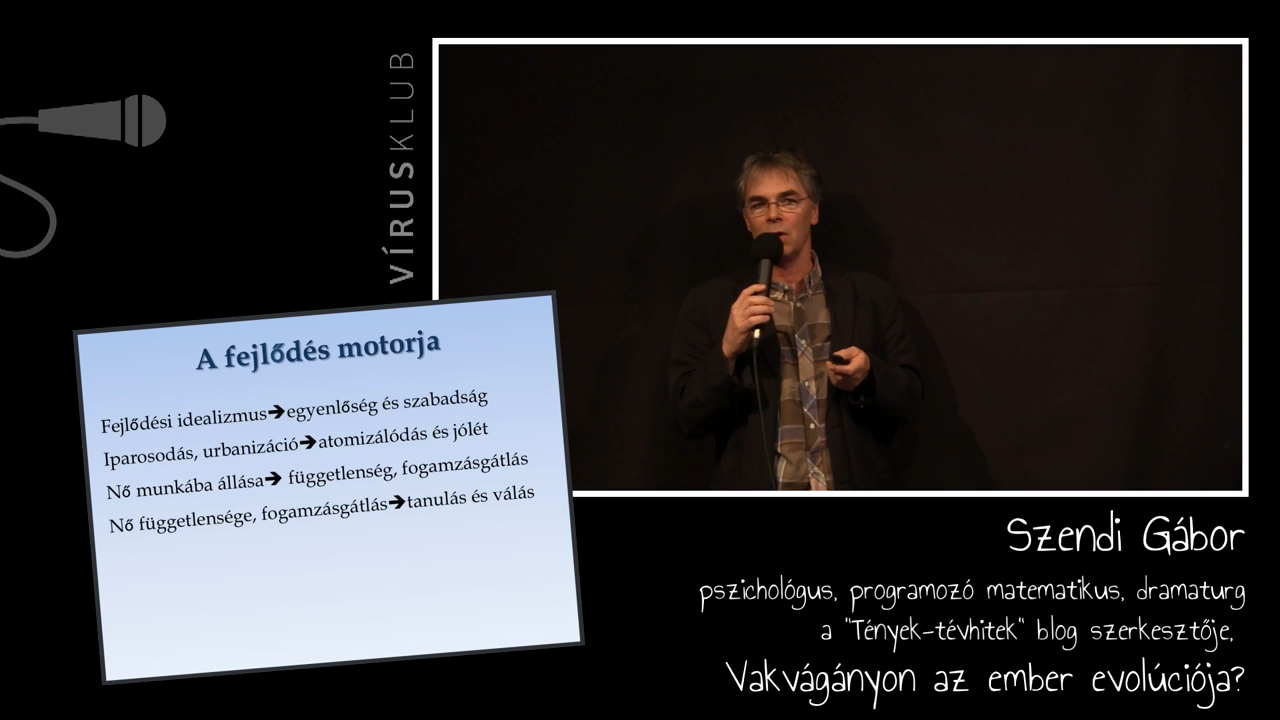 VÍRUSKLUB
A fejlődés motorja
Fejlődési idealizmus➔egyenlőség és szabadság
Iparosodás, urbanizáció➔atomizálódás és jólét
Nő munkába állása➔ függetlenség, fogamzásgátlás
Nő függetlensége, fogamzásgátlás➔tanulás és válás
Szendi Gábor
pszichológus, programozó matematikus, dramaturg
a "Tények-tévhitek" blog szerkesztője,
Vakvágányon az ember evolúciója?